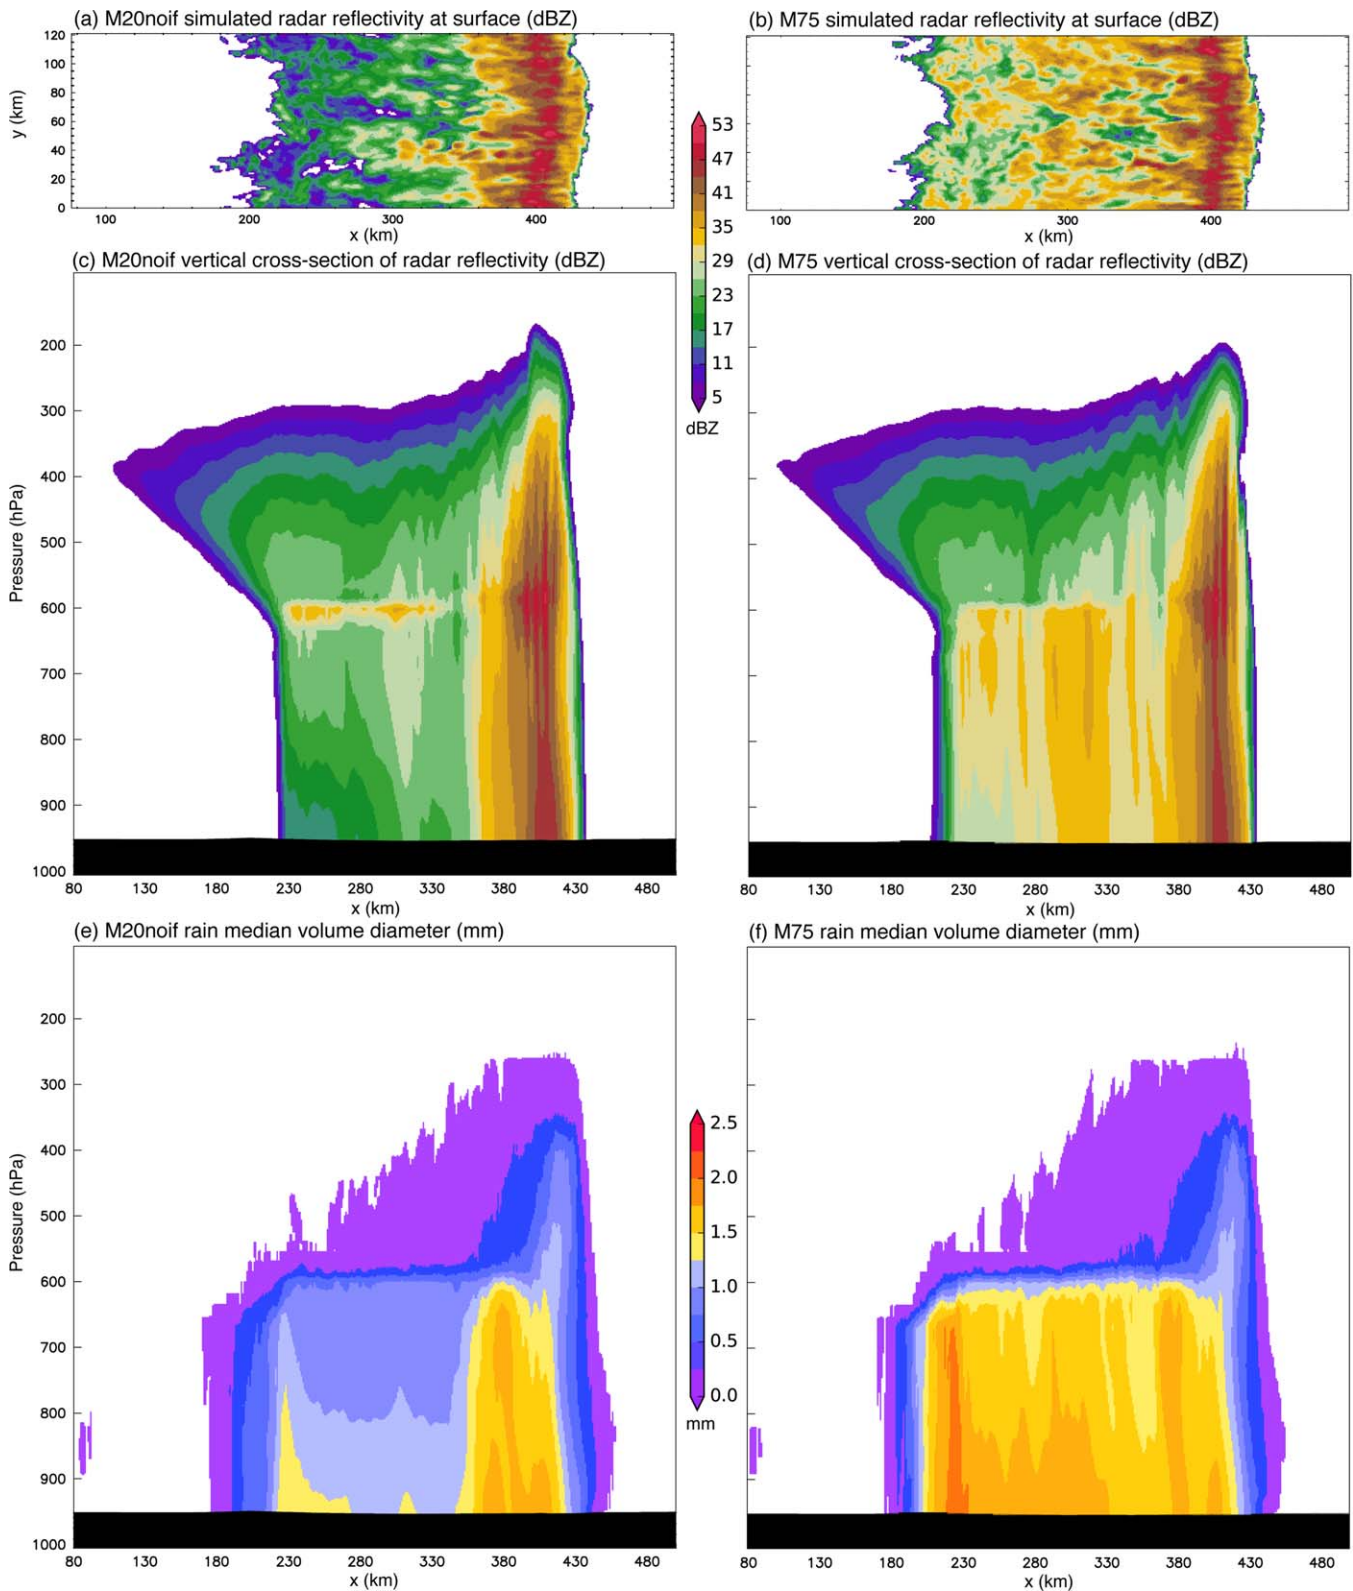 (a) M20noif simulated radar reflectivity at surface (dBZ)
(b) M75 simulated radar reflectivity at surface (dBZ)
120
100
80
60
40
20
0
y (km)
100 200 300 400
x (km)
100 200 300 400
x (km)
53
47
41
35
29
23
17
11
5
dBZ
(c) M20noif vertical cross-section of radar reflectivity (dBZ)
(d) M75 vertical cross-section of radar reflectivity (dBZ)
200
300
400
500
600
700
800
900
1000
Pressure (hPa)
80 130 180 230 280 330 380 430 480
x (km)
80 130 180 230 280 330 380 430 480
x (km)
(e) M20noif rain median volume diameter (mm)
(f) M75 rain median volume diameter (mm)
200
300
400
500
600
700
800
900
1000
Pressure (hPa)
2.5
2.0
1.5
1.0
0.5
0.0
mm
80 130 180 230 280 330 380 430 480
x (km)
80 130 180 230 280 330 380 430 480
x (km)